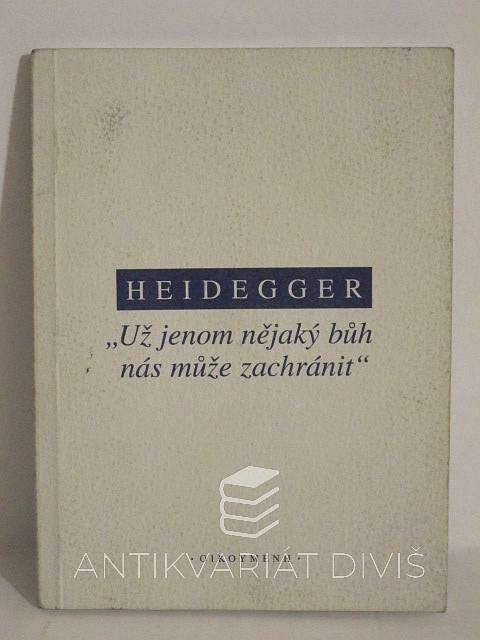 HEIDEGGER
„Už jenom nějaký bůh
nás může zachránit“
· OIKOYMENH ·
ANTIKVARIÁT DIVIŠ